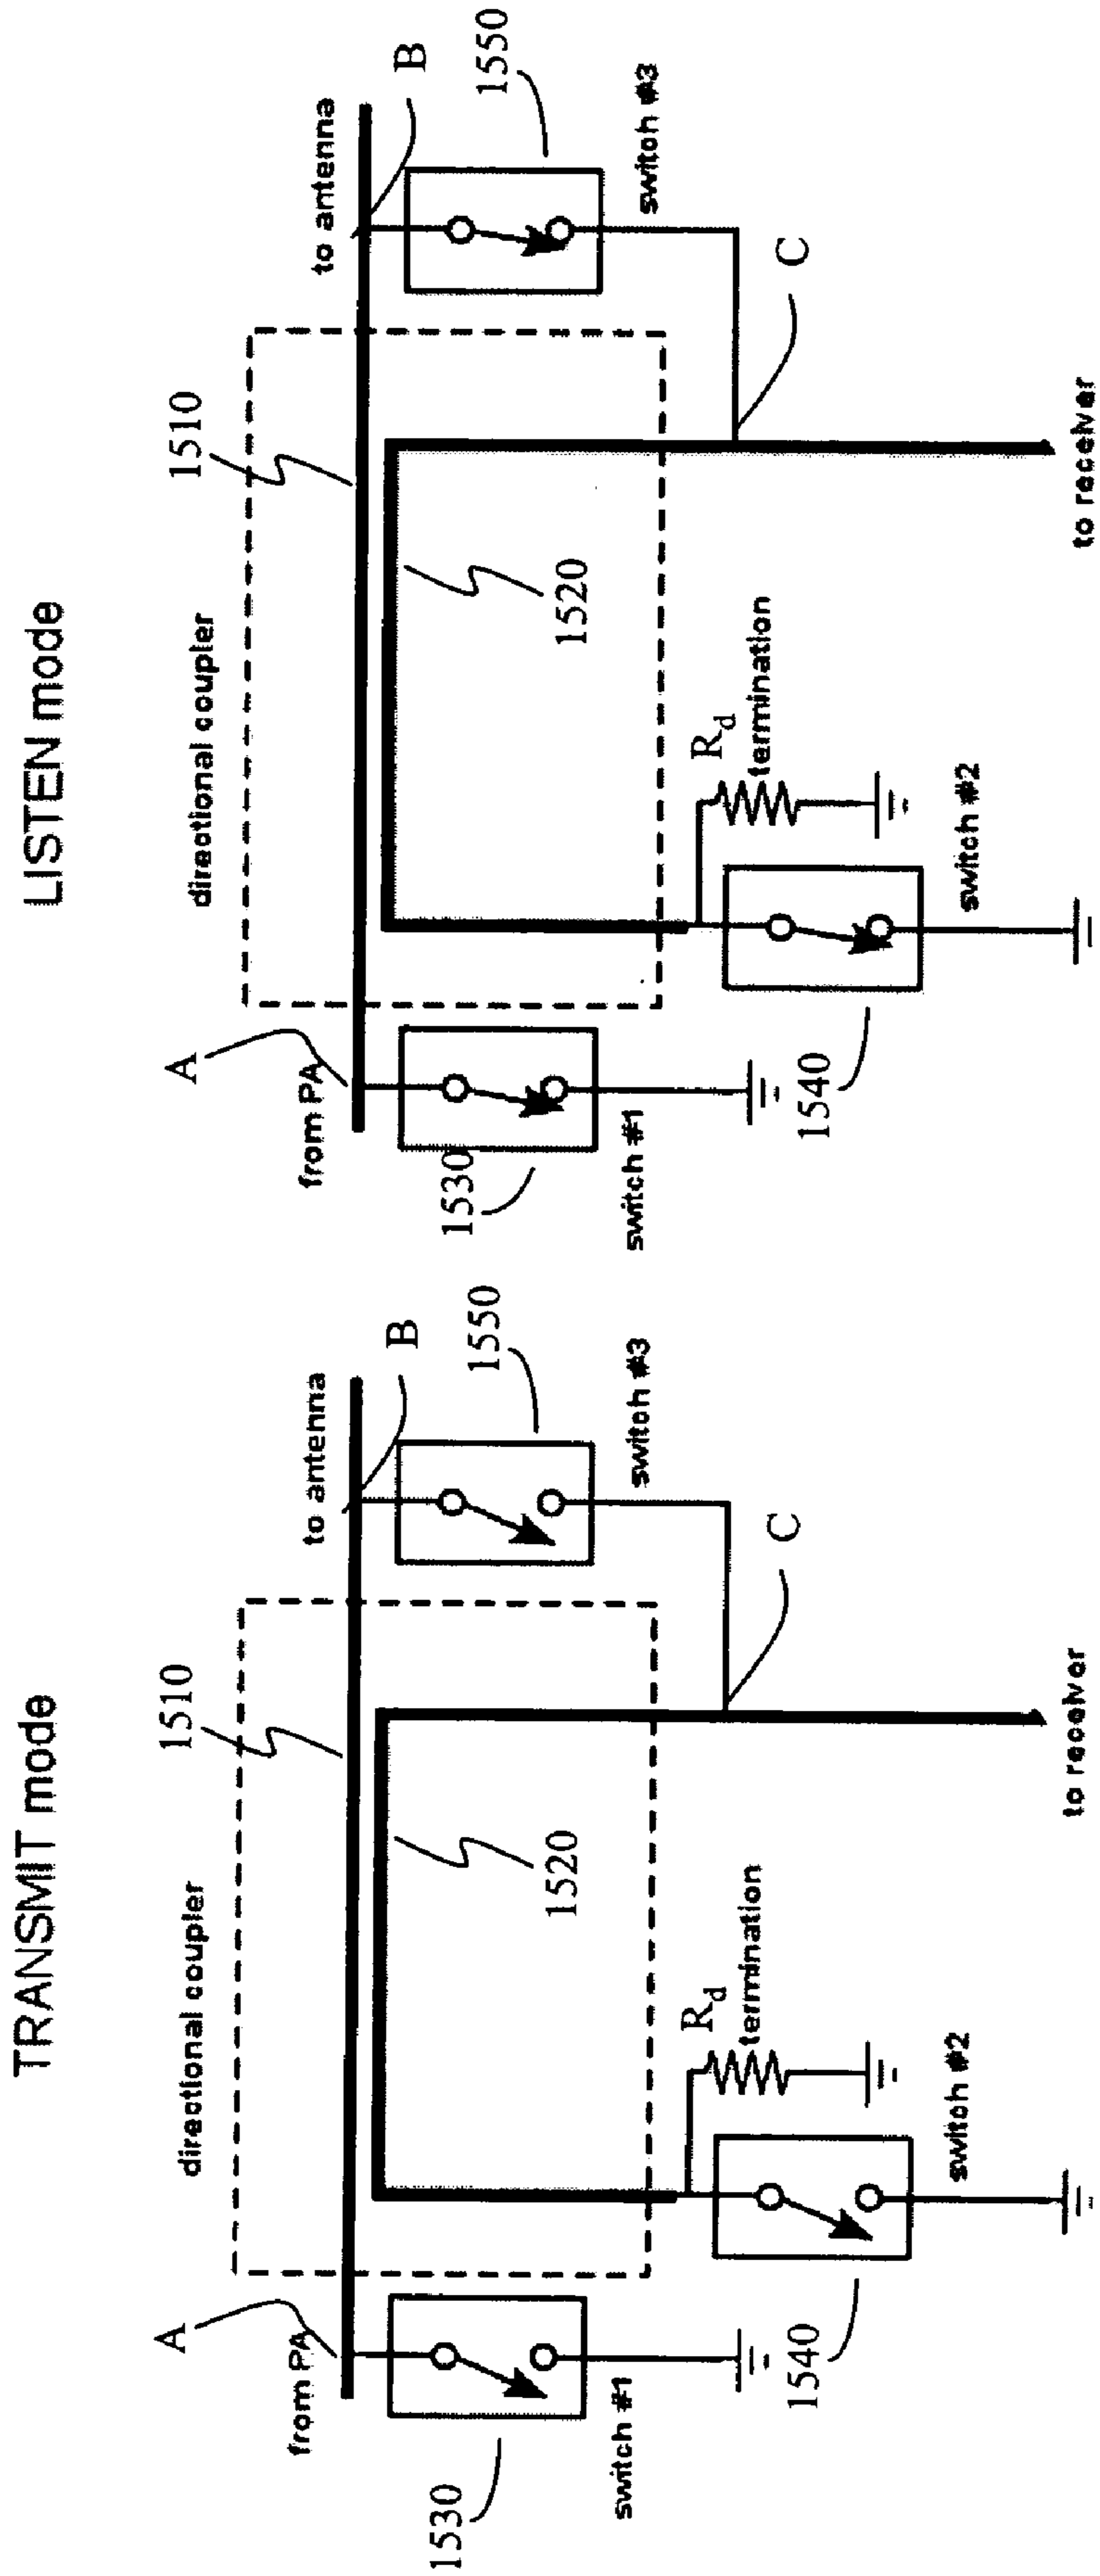 TRANSMIT mode
directional coupler
1510
to antenna
B
1550
switch #3
C
1520
A
from PA
1530
switch #1
R_d
termination
1540
switch #2
to receiver
LISTEN mode
directional coupler
1510
to antenna
B
1550
switch #3
C
1520
A
from PA
1530
switch #1
R_d
termination
1540
switch #2
to receiver